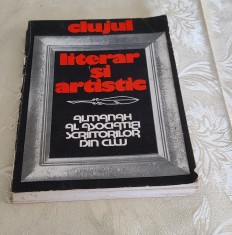 clujul
literar
și
artistic
ALMANAH
AL ASOCIAȚIEI
SCRIITORILOR
DIN CLUJ